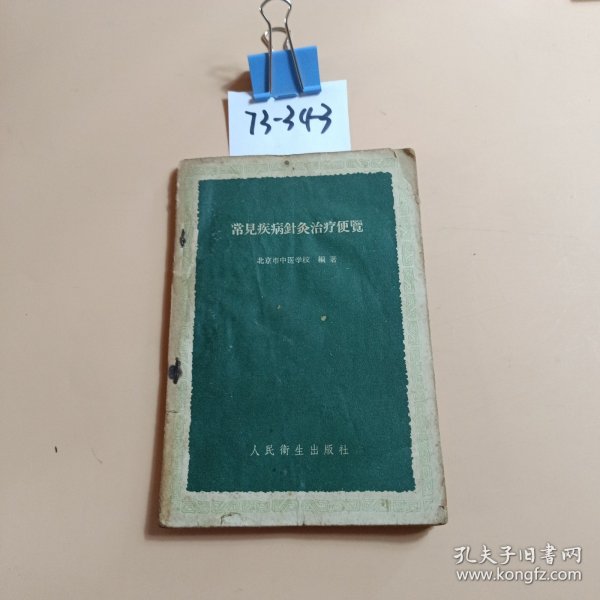 73-343
常見疾病針灸治疗便覽
北京市中医学校 編著
人民衛生出版社
孔夫子旧書网
www.kongfz.com